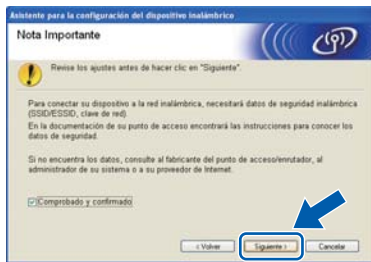 Asistente para la configuración del dispositivo inalámbrico
Nota Importante
Revise los ajustes antes de hacer clic en "Siguiente".
Para conectar su dispositivo a la red inalámbrica, necesitará datos de seguridad inalámbrica
(SSID/ESSID, clave de red).
En la documentación de su punto de acceso encontrará las instrucciones para conocer los
datos de seguridad.
Si no encuentra los datos, consulte al fabricante del punto de acceso/enrutador, al
administrador de su sistema o a su proveedor de Internet.
Comprobado y confirmado
< Volver
Siguiente >
Cancelar